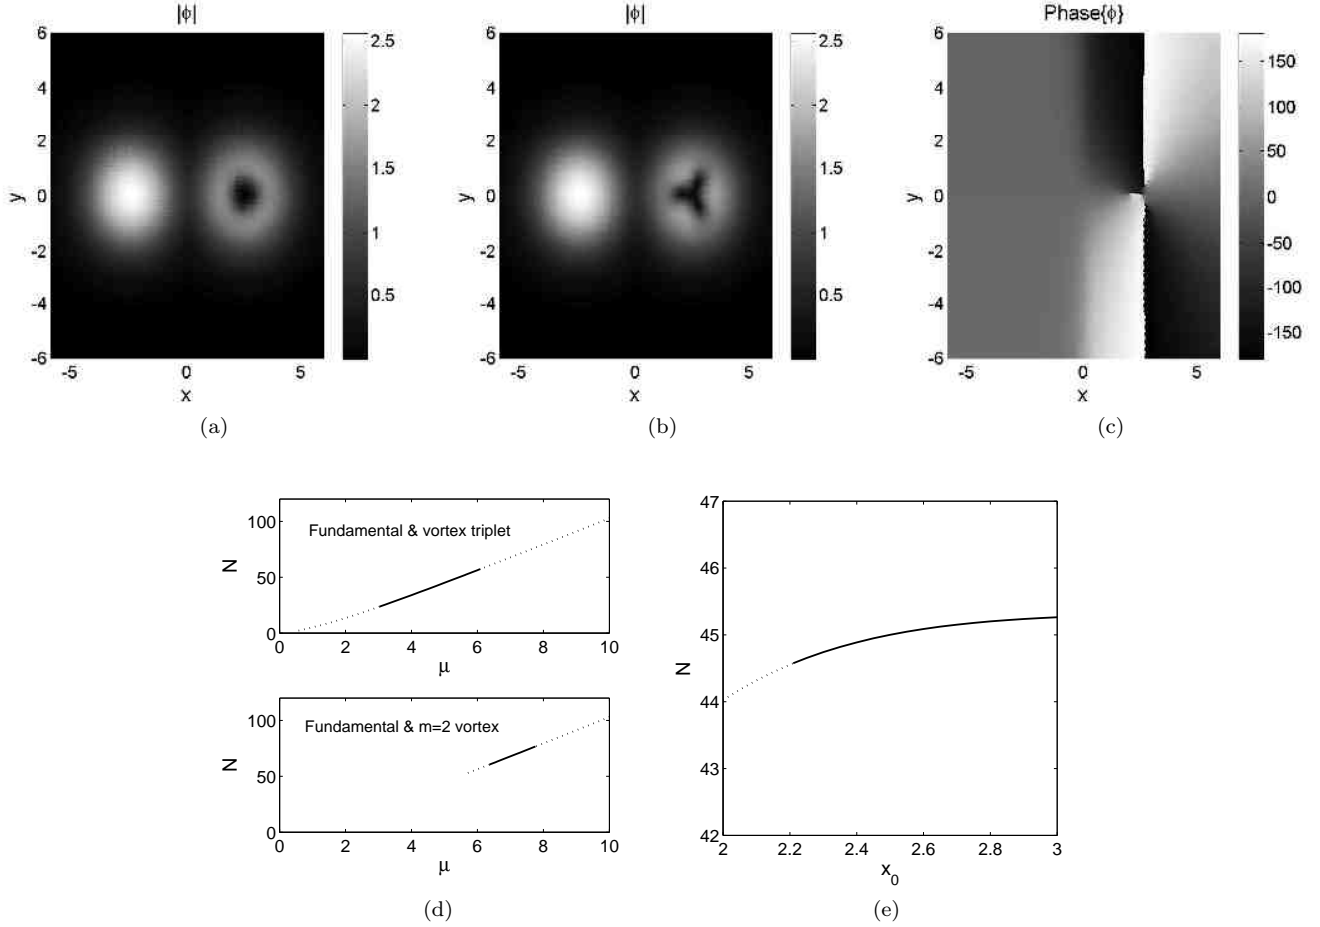 |ϕ|
6
4
2
0
-2
-4
-6
y
-5
0
5
x
2.5
2
1.5
1
0.5
(a)
|ϕ|
6
4
2
0
-2
-4
-6
y
-5
0
5
x
2.5
2
1.5
1
0.5
(b)
Phase{ϕ}
6
4
2
0
-2
-4
-6
y
-5
0
5
x
150
100
50
0
-50
-100
-150
(c)
Fundamental & vortex triplet
100
50
0
N
0 2 4 6 8 10
μ
Fundamental & m=2 vortex
100
50
0
N
0 2 4 6 8 10
μ
(d)
47
46
45
44
43
42
N
2 2.2 2.4 2.6 2.8 3
x_0
(e)